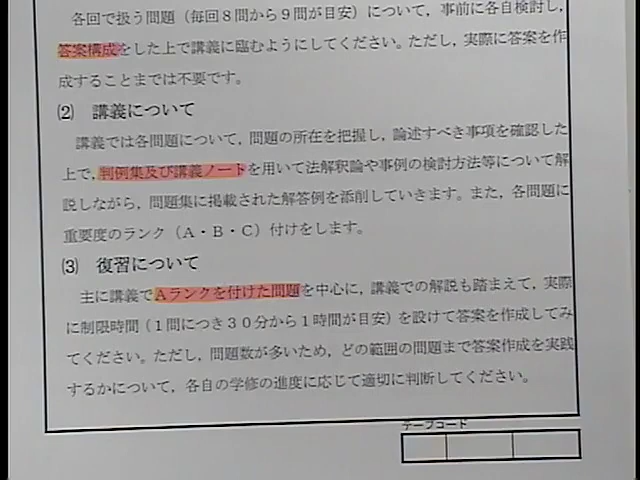 各回で扱う問題（毎回８問から９問が目安）について，事前に各自検討し，
答案構成をした上で講義に臨むようにしてください。ただし，実際に答案を作
成することまでは不要です。
⑵　講義について
講義では各問題について，問題の所在を把握し，論述すべき事項を確認した
上で，判例集及び講義ノートを用いて法解釈論や事例の検討方法等について解
説しながら，問題集に掲載された解答例を添削していきます。また，各問題に
重要度のランク（Ａ・Ｂ・Ｃ）付けをします。
⑶　復習について
主に講義でＡランクを付けた問題を中心に，講義での解説も踏まえて，実際
に制限時間（１問につき３０分から１時間が目安）を設けて答案を作成してみ
てください。ただし，問題数が多いため，どの範囲の問題まで答案作成を実践
するかについて，各自の学修の進度に応じて適切に判断してください。
テープコード